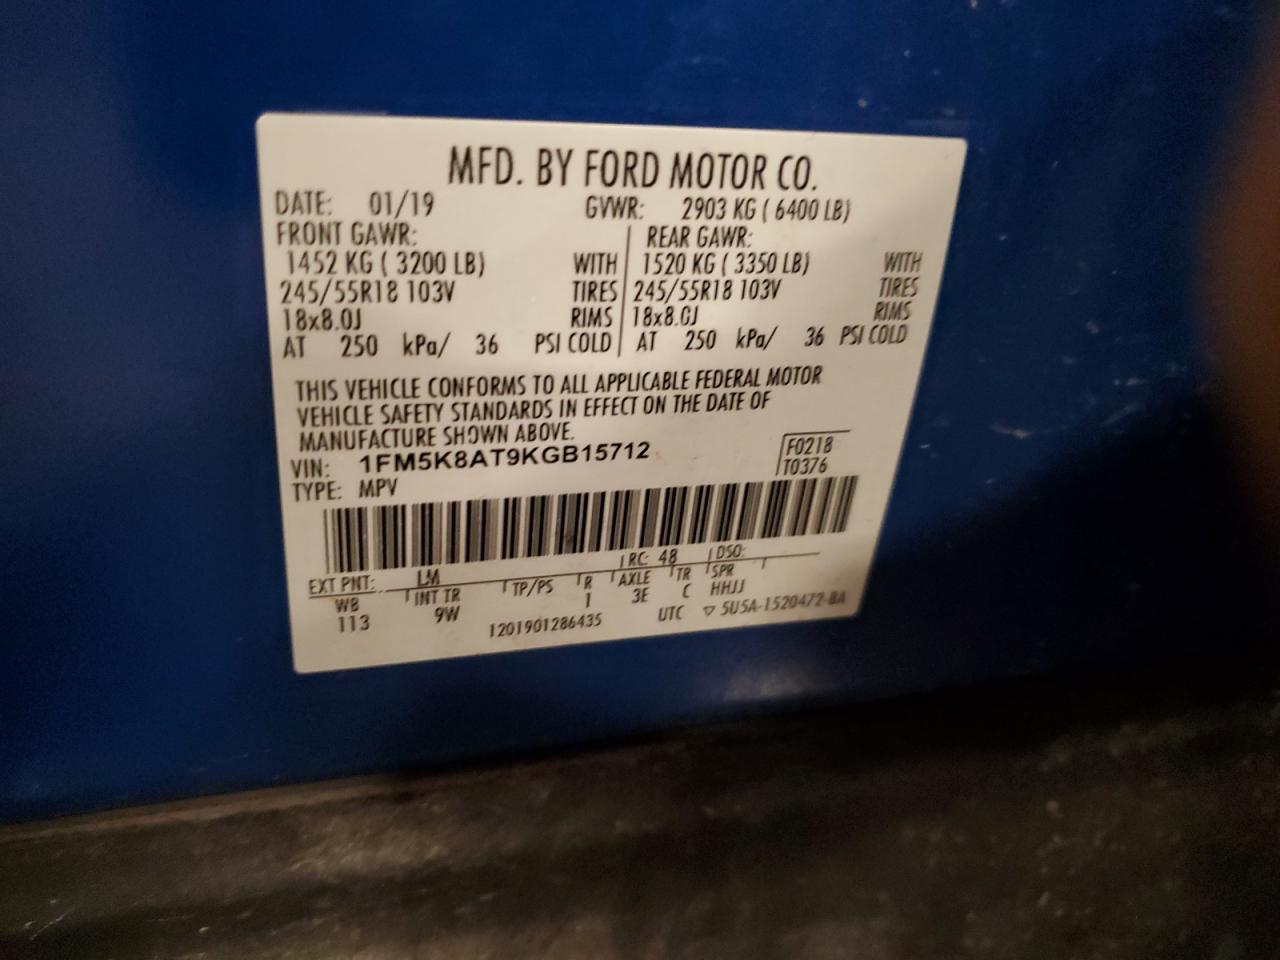 MFD. BY FORD MOTOR CO.
DATE: 01/19 GVWR: 2903 KG ( 6400 LB)
FRONT GAWR: REAR GAWR:
1452 KG ( 3200 LB) WITH 1520 KG ( 3350 LB) WITH
245/55R18 103V TIRES 245/55R18 103V TIRES
18x8.0J RIMS 18x8.0J RIMS
AT 250 kPa/ 36 PSI COLD AT 250 kPa/ 36 PSI COLD
THIS VEHICLE CONFORMS TO ALL APPLICABLE FEDERAL MOTOR
VEHICLE SAFETY STANDARDS IN EFFECT ON THE DATE OF
MANUFACTURE SHOWN ABOVE.
VIN: 1FM5K8AT9KGB15712 F0218
TYPE: MPV T0376
EXT PNT: LM RC: 48 DSO:
WB INT TR TP/PS R AXLE TR SPR
113 9W 1 3E C HHJJ
1201901286435 UTC ▽ 5U5A-1520472-BA